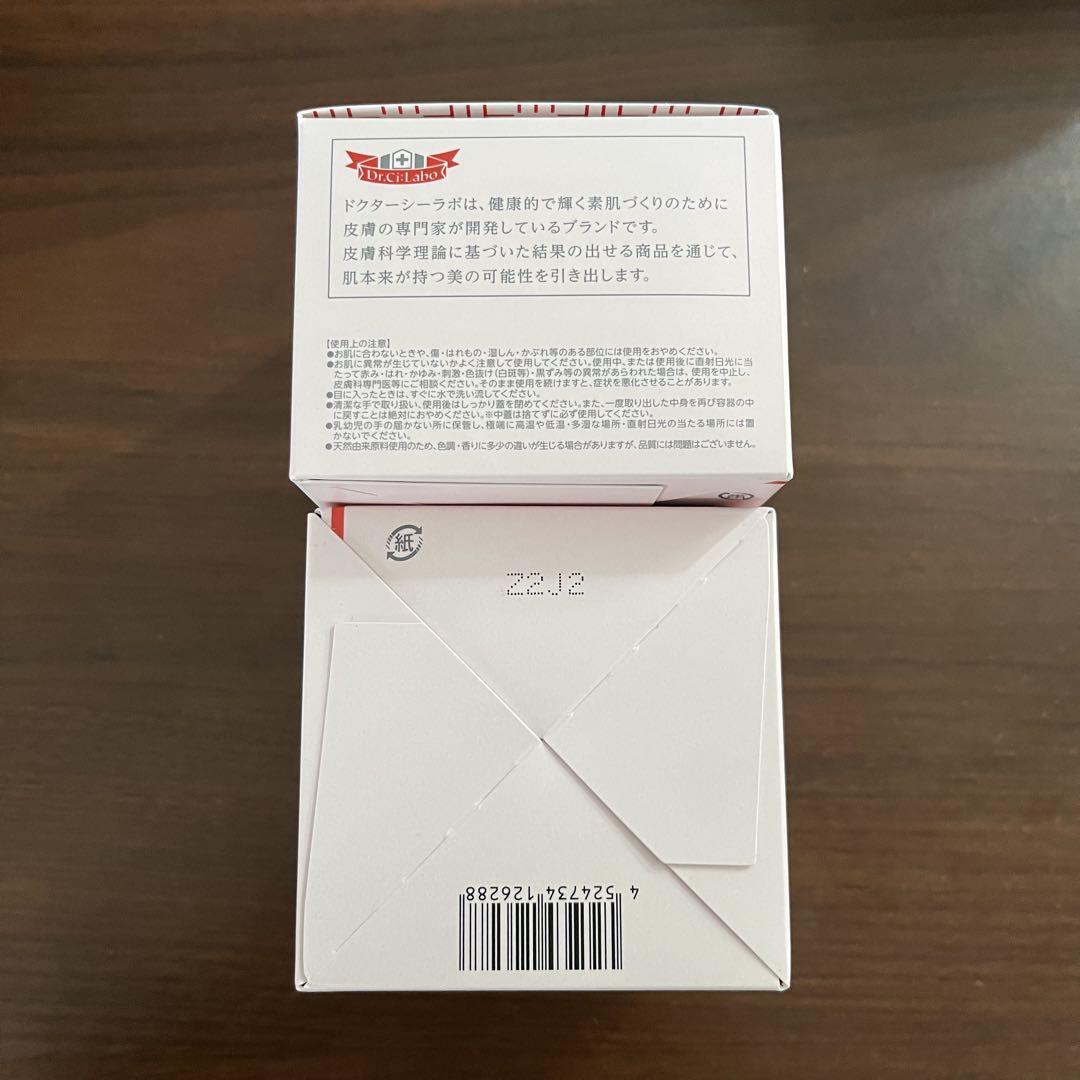 Dr.Ci:Labo
ドクターシーラボは、健康的で輝く素肌づくりのために
皮膚の専門家が開発しているブランドです。
皮膚科学理論に基づいた結果の出せる商品を通じて、
肌本来が持つ美の可能性を引き出します。
【使用上の注意】
●お肌に合わないときや、傷・はれもの・湿しん・かぶれ等のある部位には使用をおやめください。
●お肌に異常が生じていないかよく注意して使用してください。使用中、または使用後に直射日光に当
たって赤み・はれ・かゆみ・刺激・色抜け(白斑等)・黒ずみ等の異常があらわれた場合は、使用を中止し、
皮膚科専門医等にご相談ください。そのまま使用を続けますと、症状を悪化させることがあります。
●目に入ったときは、すぐに水で洗い流してください。
●清潔な手で取り扱い、使用後はしっかり蓋を閉めてください。また、一度取り出した中身を再び容器の中
に戻すことは絶対におやめください。※中蓋は捨てずに必ず使用してください。
●乳幼児の手の届かない所に保管し、極端に高温や低温・多湿な場所・直射日光の当たる場所には置
かないでください。
●天然由来原料使用のため、色調・香りに多少の違いが生じる場合がありますが、品質には問題はございません。
紙
4 524734 126288